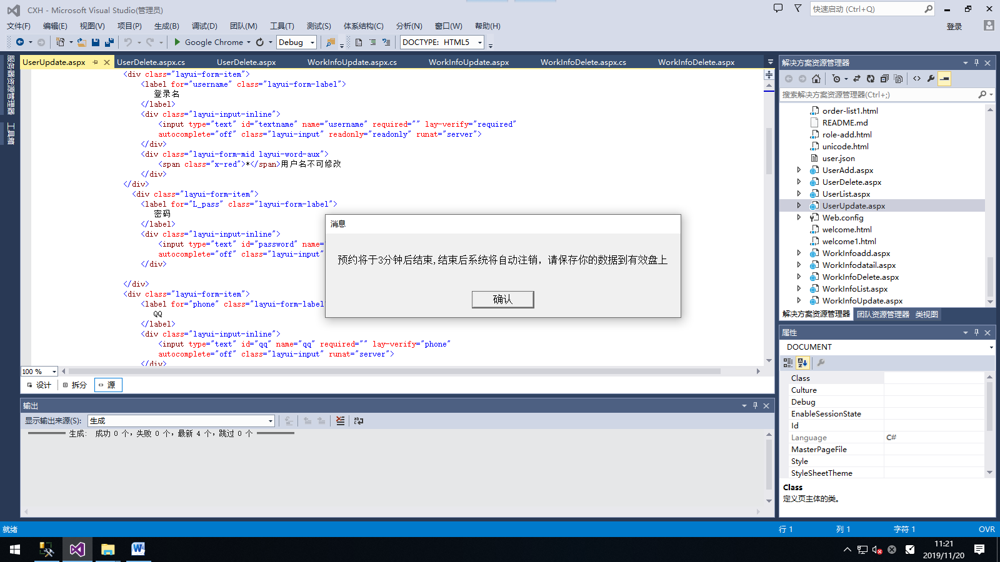 CXH - Microsoft Visual Studio(管理员)
快速启动 (Ctrl+Q)
文件(F) 编辑(E) 视图(V) 项目(P) 生成(B) 调试(D) 团队(M) 工具(T) 测试(S) 体系结构(C) 分析(N) 窗口(W) 帮助(H)
登录
Google Chrome Debug DOCTYPE: HTML5
服务器资源管理器
工具箱
UserUpdate.aspx UserDelete.aspx.cs UserDelete.aspx WorkInfoUpdate.aspx.cs WorkInfoUpdate.aspx WorkInfoDelete.aspx.cs WorkInfoDelete.aspx
<div class="layui-form-item">
<label for="username" class="layui-form-label">
登录名
</label>
<div class="layui-input-inline">
<input type="text" id="textname" name="username" required="" lay-verify="required"
autocomplete="off" class="layui-input" readonly="readonly" runat="server">
</div>
<div class="layui-form-mid layui-word-aux">
<span class="x-red">*</span>用户名不可修改
</div>
</div>
<div class="layui-form-item">
<label for="L_pass" class="layui-form-label">
密码
</label>
<div class="layui-input-inline">
<input type="text" id="password" name=
autocomplete="off" class="layui-input"
</div>
</div>
<div class="layui-form-item">
<label for="phone" class="layui-form-label
QQ
</label>
<div class="layui-input-inline">
<input type="text" id="qq" name="qq" required="" lay-verify="phone"
autocomplete="off" class="layui-input" runat="server">
</div>
100 %
设计 拆分 源
消息
预约将于3分钟后结束,结束后系统将自动注销，请保存你的数据到有效盘上
确认
输出
显示输出来源(S): 生成
========== 生成: 成功 0 个，失败 0 个，最新 4 个，跳过 0 个 ==========
解决方案资源管理器
搜索解决方案资源管理器(Ctrl+;)
order-list1.html
README.md
role-add.html
unicode.html
user.json
UserAdd.aspx
UserDelete.aspx
UserList.aspx
UserUpdate.aspx
Web.config
welcome.html
welcome1.html
WorkInfoadd.aspx
WorkInfodatail.aspx
WorkInfoDelete.aspx
WorkInfoList.aspx
WorkInfoUpdate.aspx
解决方案资源管理器 团队资源管理器 类视图
属性
DOCUMENT
Class
Culture
Debug
EnableSessionState
Id
Language C#
MasterPageFile
Style
StyleSheetTheme
Class
定义页主体的类。
就绪 行 1 列 1 字符 1 OVR
11:21
2019/11/20